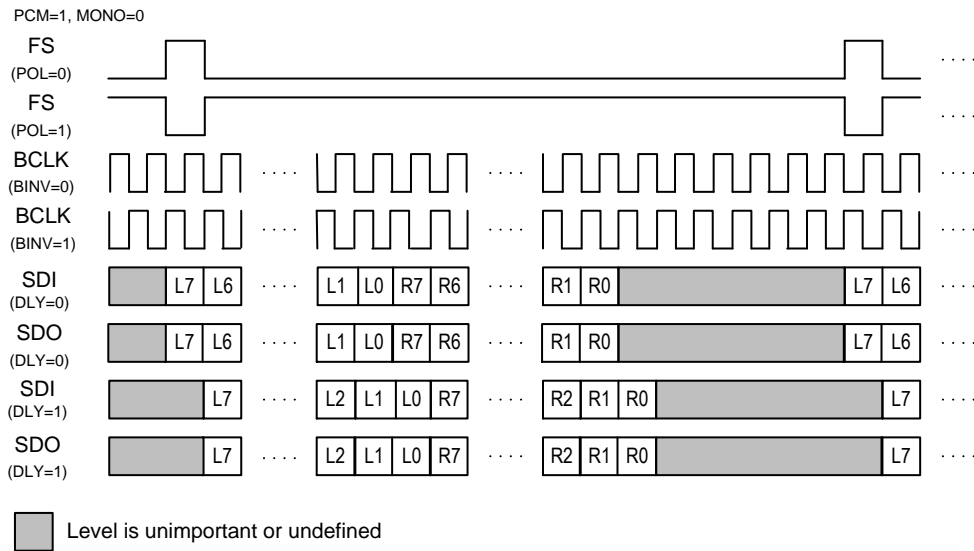 PCM=1, MONO=0
FS
(POL=0)
. . . .
FS
(POL=1)
. . . .
BCLK
(BINV=0)
. . . . . . . . . . . .
BCLK
(BINV=1)
. . . . . . . . . . . .
SDI
(DLY=0)
L7 L6 . . . . L1 L0 R7 R6 . . . . R1 R0 L7 L6 . . . .
SDO
(DLY=0)
L7 L6 . . . . L1 L0 R7 R6 . . . . R1 R0 L7 L6 . . . .
SDI
(DLY=1)
L7 . . . . L2 L1 L0 R7 . . . . R2 R1 R0 L7 . . . .
SDO
(DLY=1)
L7 . . . . L2 L1 L0 R7 . . . . R2 R1 R0 L7 . . . .
Level is unimportant or undefined